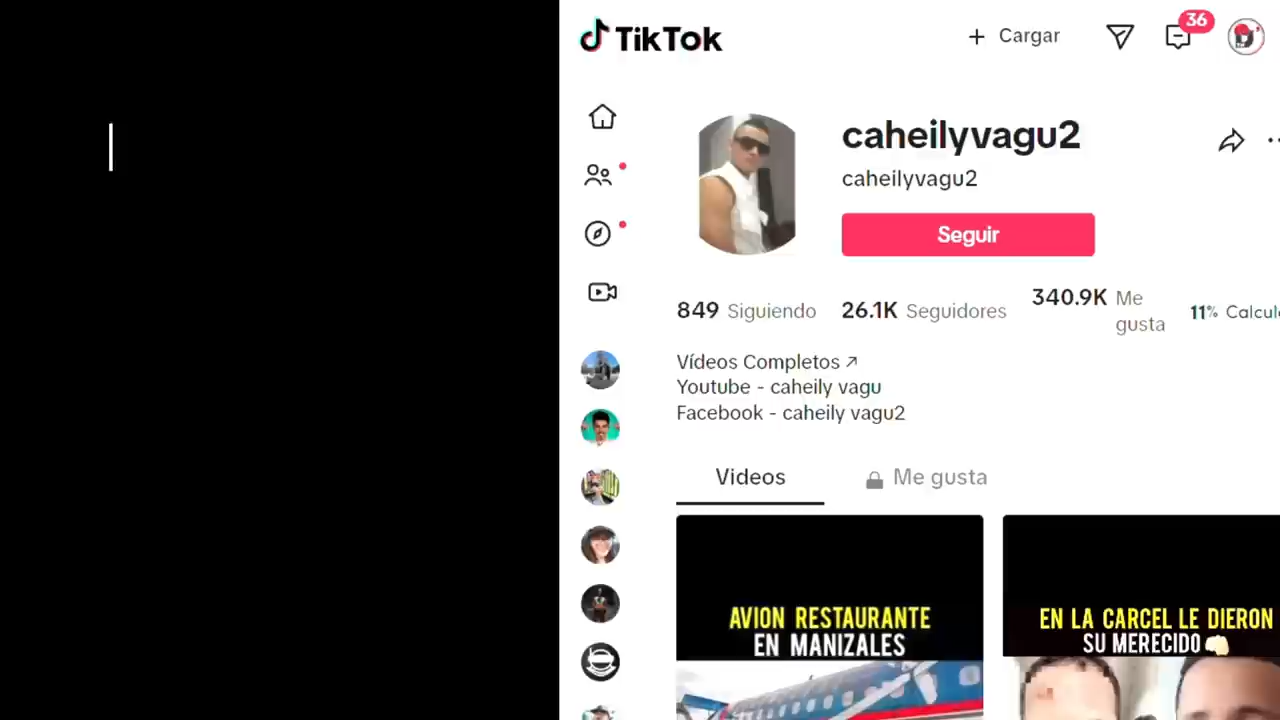 TikTok
+ Cargar
36
caheilyvagu2
caheilyvagu2
Seguir
849 Siguiendo 26.1K Seguidores 340.9K Me gusta 11%
Vídeos Completos ↗
Youtube - caheily vagu
Facebook - caheily vagu2
Videos
Me gusta
AVION RESTAURANTE
EN MANIZALES
EN LA CARCEL LE DIERON
SU MERECIDO👊🏻